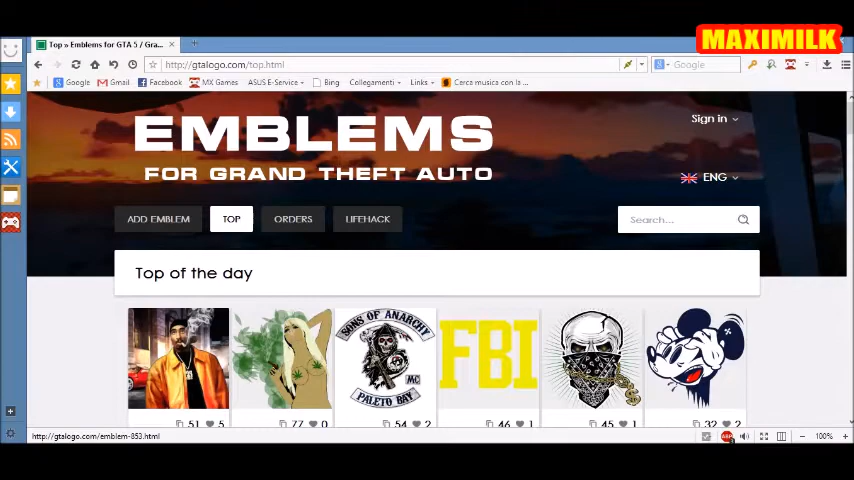 MAXIMILK
Top » Emblems for GTA 5 / Gra...
http://gtalogo.com/top.html
Google
Google
Gmail
Facebook
MX Games
ASUS E-Service
Bing
Collegamenti
Links
Cerca musica con la ...
EMBLEMS
FOR GRAND THEFT AUTO
Sign in
ENG
ADD EMBLEM
TOP
ORDERS
LIFEHACK
Search...
Top of the day
SONS OF ANARCHY
MC
PALETO BAY
FBI
51 5
77 0
54 2
46 1
45 1
32 2
http://gtalogo.com/emblem-853.html
ABP
100%